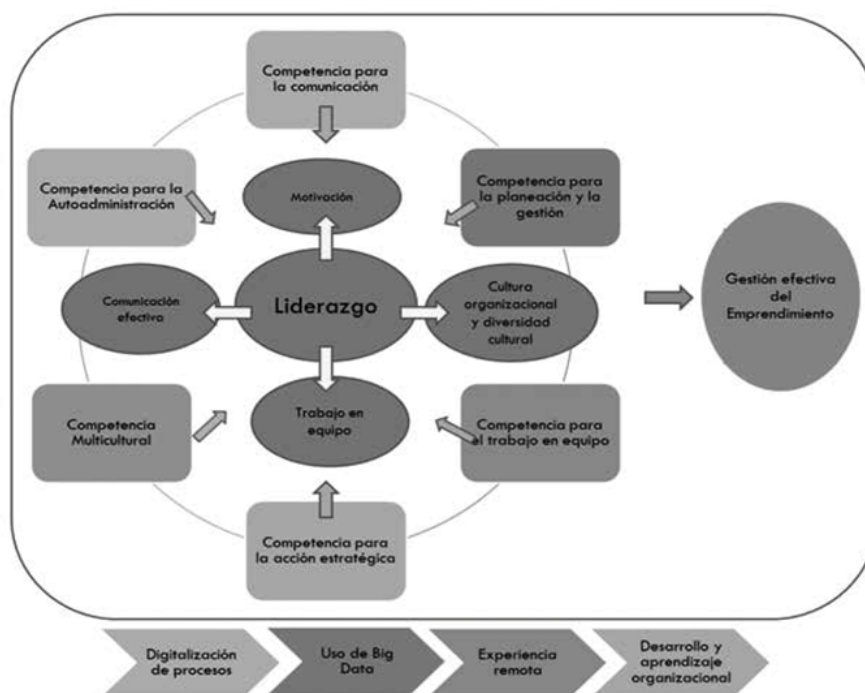 Competencia para
la comunicación
Competencia para la
Autoadministración
Motivación
Competencia para
la planeación y la
gestión
Comunicación
efectiva
Liderazgo
Cultura
organizacional
y diversidad
cultural
Gestión efectiva
del
Emprendimiento
Competencia
Multicultural
Trabajo en
equipo
Competencia para
el trabajo en equipo
Competencia para
la acción estratégica
Digitalización
de procesos
Uso de Big
Data
Experiencia
remota
Desarrollo y
aprendizaje
organizacional